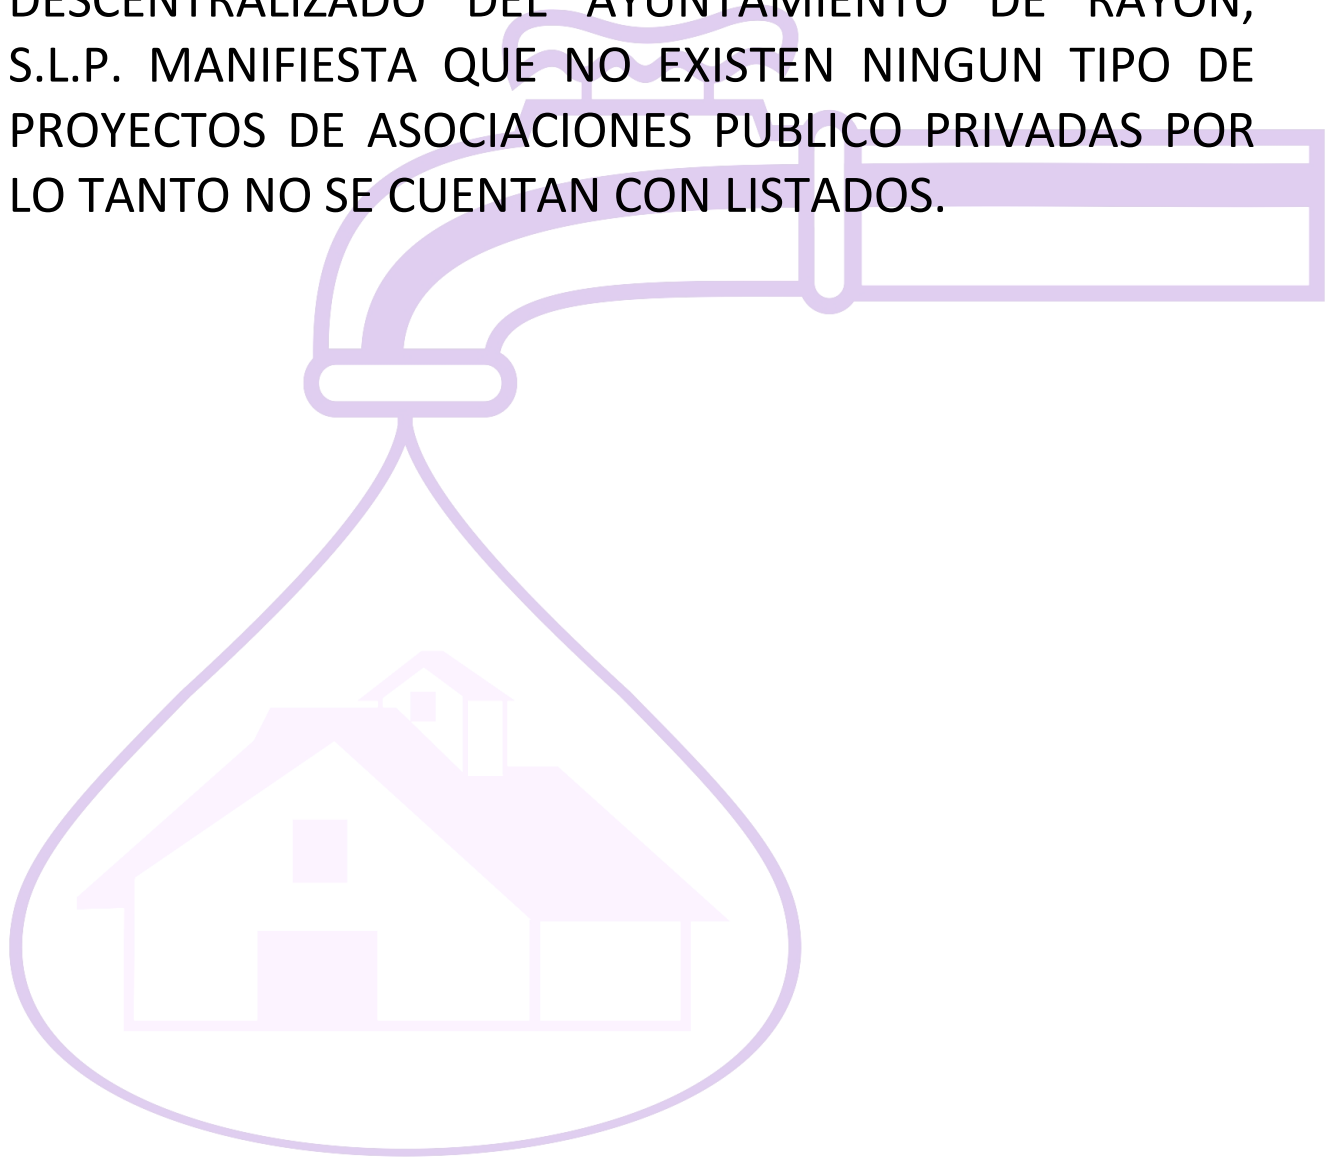 DESCENTRALIZADO DEL AYUNTAMIENTO DE RAYON,
S.L.P. MANIFIESTA QUE NO EXISTEN NINGUN TIPO DE
PROYECTOS DE ASOCIACIONES PUBLICO PRIVADAS POR
LO TANTO NO SE CUENTAN CON LISTADOS.